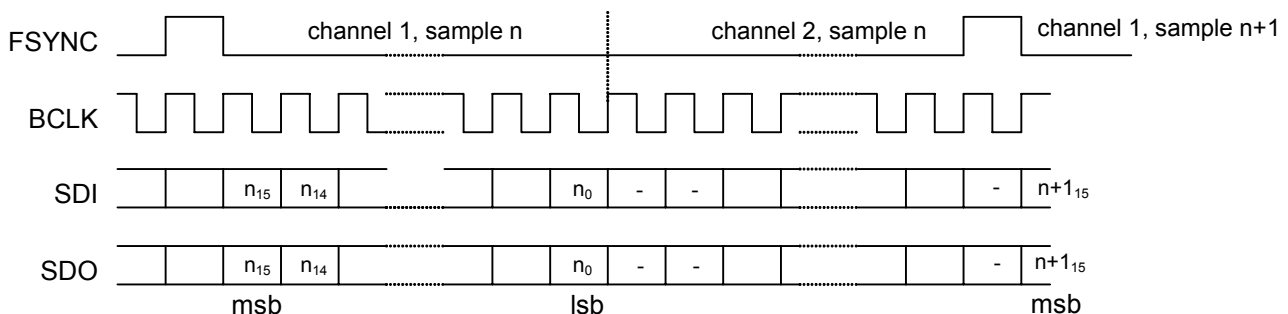 FSYNC channel 1, sample n channel 2, sample n channel 1, sample n+1
BCLK
SDI n₁₅ n₁₄ n₀ - - - n+1₁₅
SDO n₁₅ n₁₄ n₀ - - - n+1₁₅
msb lsb msb